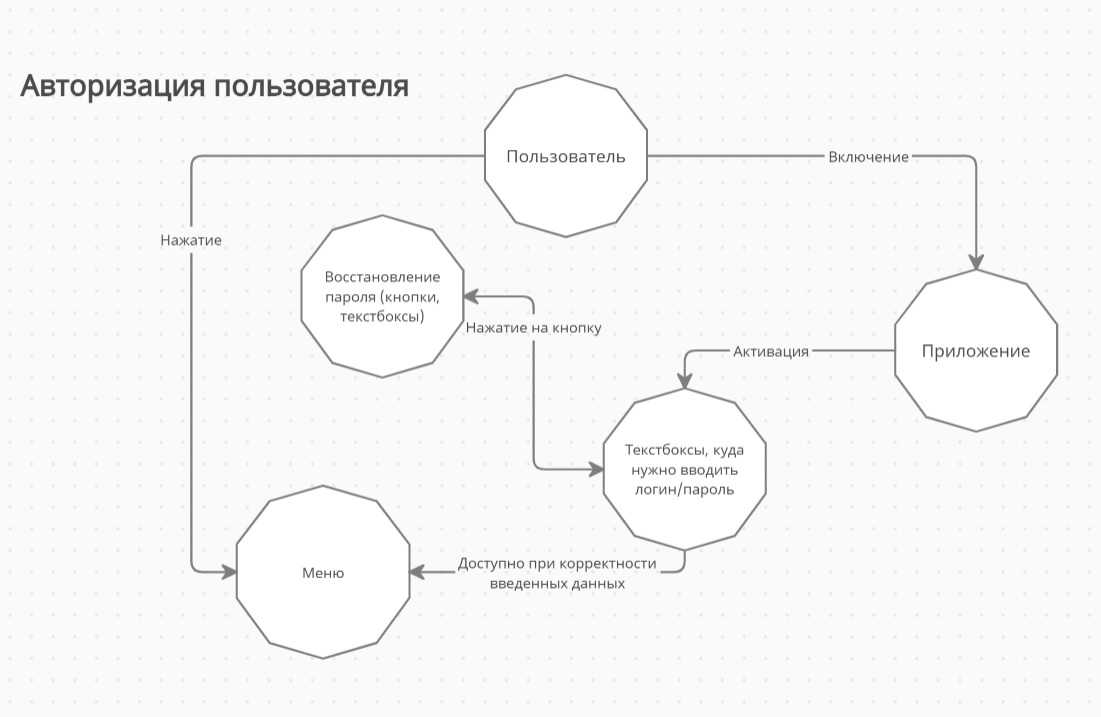 Авторизация пользователя
Пользователь
Включение
Нажатие
Восстановление
пароля (кнопки,
текстбоксы)
Нажатие на кнопку
Активация
Приложение
Текстбоксы, куда
нужно вводить
логин/пароль
Доступно при корректности
введенных данных
Меню